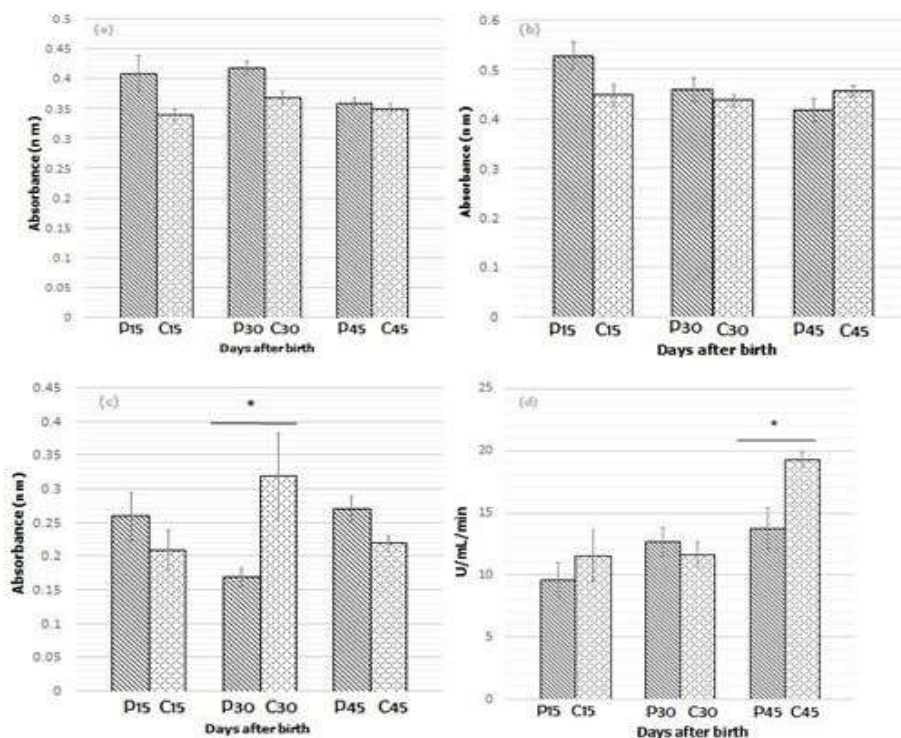 (a)
0.5
0.45
0.4
0.35
0.3
0.25
0.2
0.15
0.1
0.05
0
Absorbance (nm)
P15 C15 P30 C30 P45 C45
Days after birth
(b)
0.6
0.5
0.4
0.3
0.2
0.1
0
Absorbance (nm)
P15 C15 P30 C30 P45 C45
Days after birth
(c)
0.45
0.4
0.35
0.3
0.25
0.2
0.15
0.1
0.05
0
Absorbance (nm)
*
P15 C15 P30 C30 P45 C45
Days after birth
(d)
25
20
15
10
5
0
U/mL/min
*
P15 C15 P30 C30 P45 C45
Days after birth